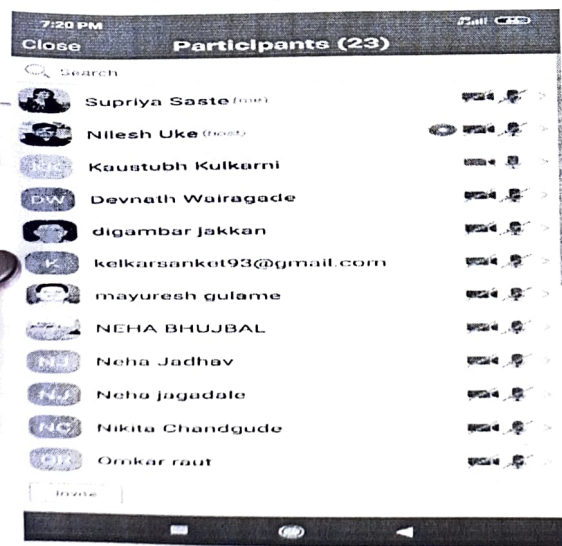 7:20 PM
Close Participants (23)
Search
Supriya Saste (me)
Nilesh Uke (host)
Kaustubh Kulkarni
DW Devnath Wairagade
digambar jakkan
K kelkarsanket93@gmail.com
mayuresh gulame
NEHA BHUJBAL
NJ Neha Jadhav
NJ Neha jagadale
NC Nikita Chandgude
OR Omkar raut
Invite